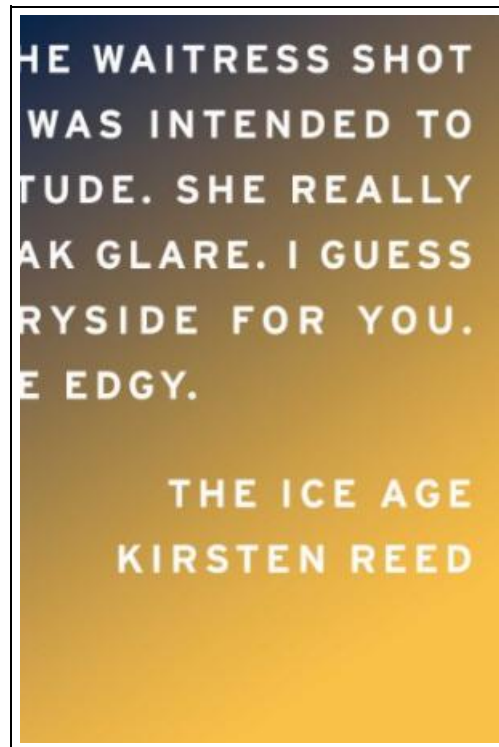 HE WAITRESS SHOT
WAS INTENDED TO
TUDE. SHE REALLY
AK GLARE. I GUESS
RYSIDE FOR YOU.
E EDGY.
THE ICE AGE
KIRSTEN REED